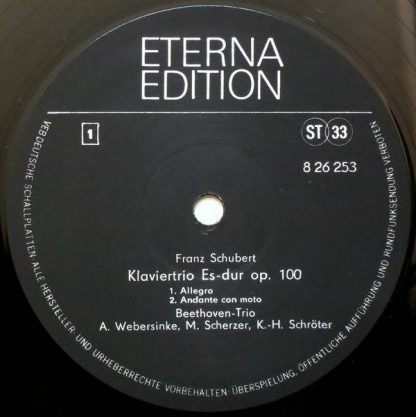 ETERNA
EDITION
1
ST 33
8 26 253
Franz Schubert
Klaviertrio Es-dur op. 100
1. Allegro
2. Andante con moto
Beethoven-Trio
A. Webersinke, M. Scherzer, K.-H. Schröter
VEB DEUTSCHE SCHALLPLATTEN ALLE HERSTELLER- UND URHEBERRECHTE VORBEHALTEN · ÜBERSPIELUNG, ÖFFENTLICHE AUFFÜHRUNG UND RUNDFUNKSENDUNG VERBOTEN